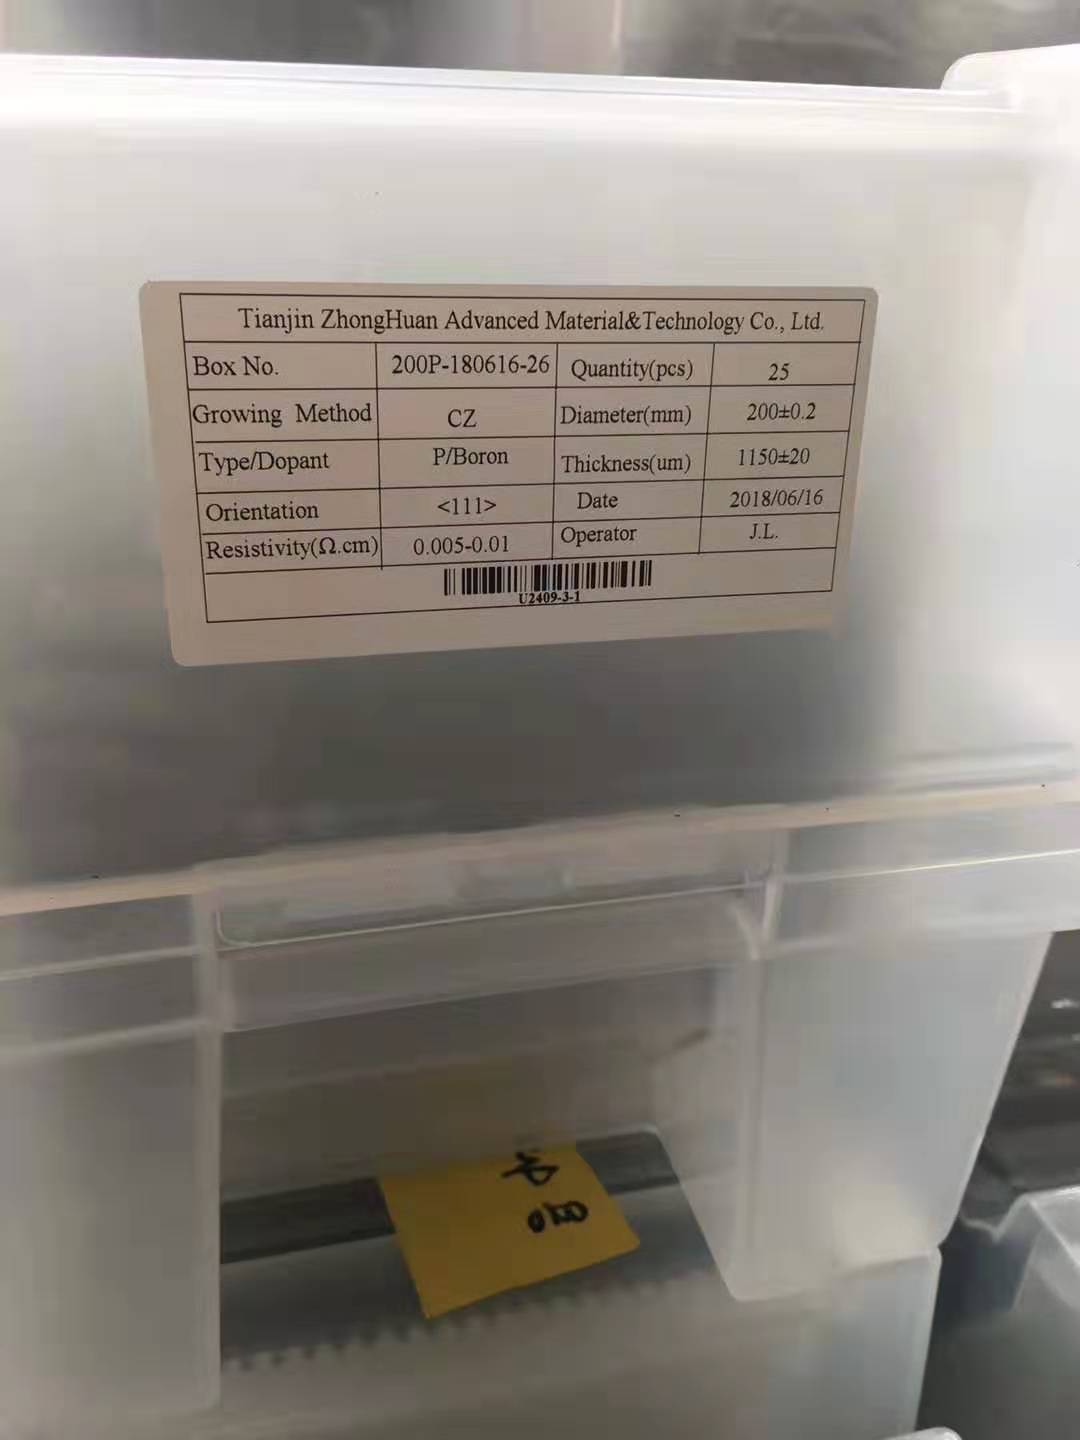 Tianjin ZhongHuan Advanced Material&Technology Co., Ltd.
Box No. 200P-180616-26 Quantity(pcs) 25
Growing Method CZ Diameter(mm) 200±0.2
Type/Dopant P/Boron Thickness(um) 1150±20
Orientation <111> Date 2018/06/16
Resistivity(Ω.cm) 0.005-0.01 Operator J.L.
U2409-3-1